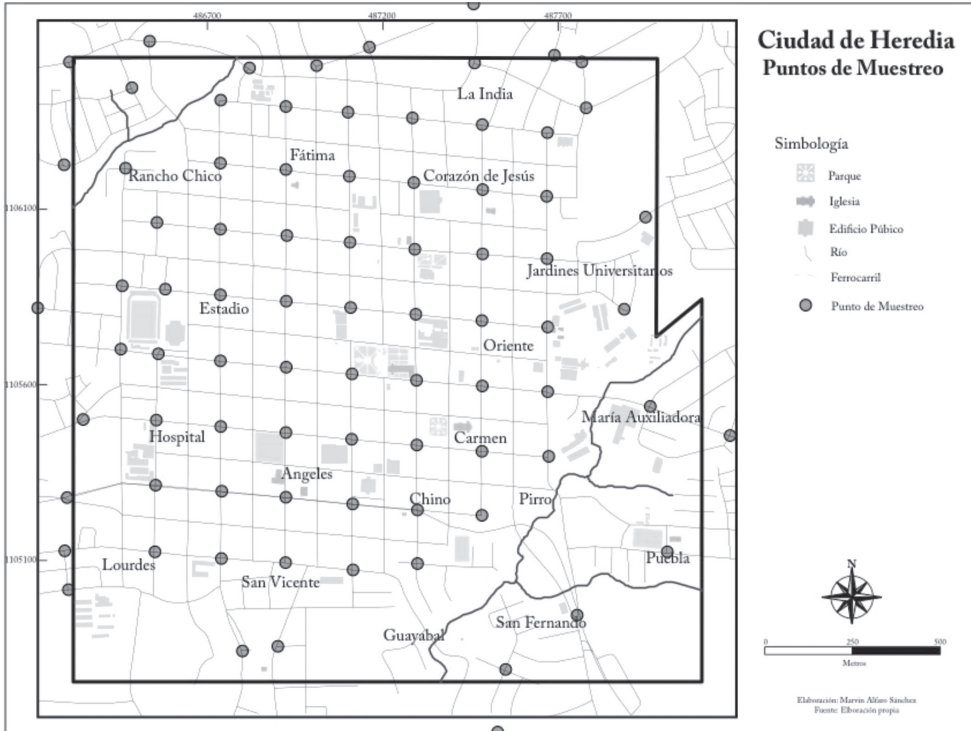 486700
487200
487700
Ciudad de Heredia
Puntos de Muestreo
La India
Simbología
Fátima
Parque
Rancho Chico
Corazón de Jesús
Iglesia
1106100
Edificio Púbico
Río
Jardines Universitarios
Ferrocarril
Estadio
Punto de Muestreo
Oriente
1105600
María Auxiliadora
Hospital
Carmen
Angeles
Chino
Pirro
1105100
Lourdes
Puebla
San Vicente
N
San Fernando
Guayabal
0 250 500
Metros
Elaboración: Marvin Alfaro Sánchez
Fuente: Elboración propia